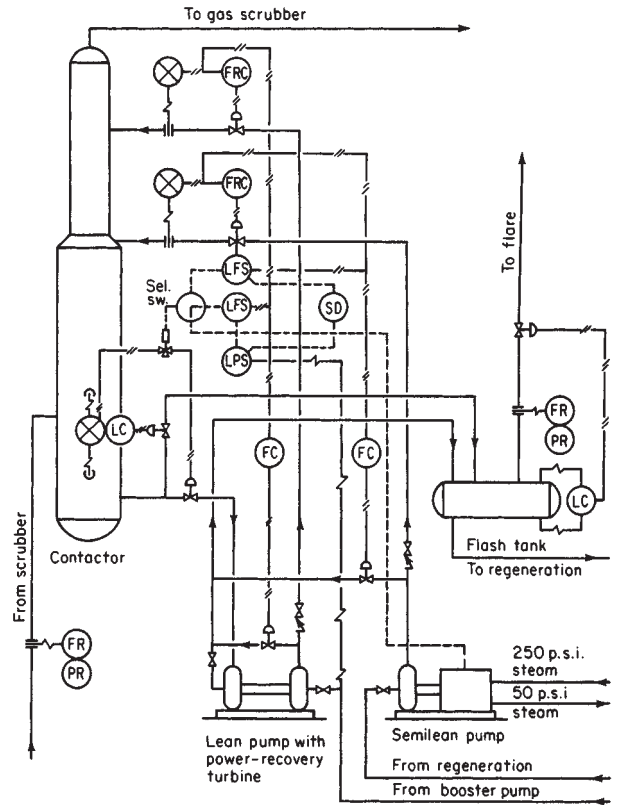 To gas scrubber
FRC
FRC
To flare
LFS
Sel.
sw.
LFS
SD
LPS
LC
FC
FC
FR
PR
LC
Contactor
Flash tank
To regeneration
From scrubber
FR
PR
250 p.s.i.
steam
50 p.s.i
steam
Lean pump with
power-recovery
turbine
Semilean pump
From regeneration
From booster pump